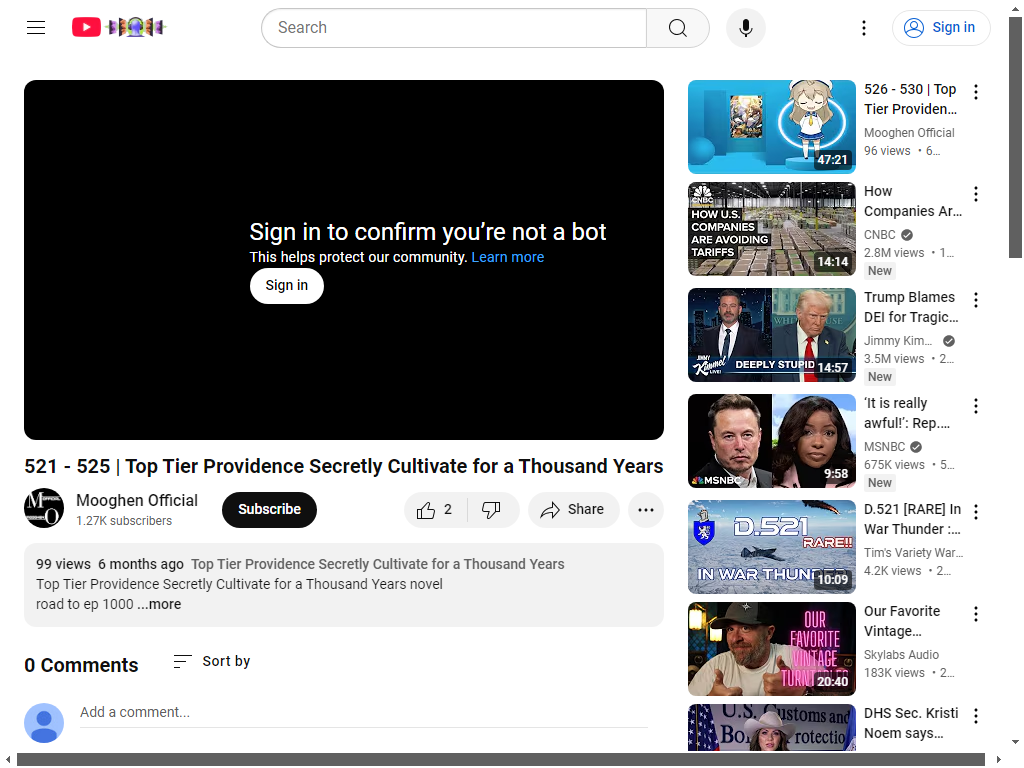 Search
Sign in
Sign in to confirm you're not a bot
This helps protect our community. Learn more
Sign in
521 - 525 | Top Tier Providence Secretly Cultivate for a Thousand Years
Mooghen Official
1.27K subscribers
Subscribe
2
Share
99 views 6 months ago Top Tier Providence Secretly Cultivate for a Thousand Years
Top Tier Providence Secretly Cultivate for a Thousand Years novel
road to ep 1000 ...more
0 Comments
Sort by
Add a comment...
47:21
526 - 530 | Top
Tier Providen...
Mooghen Official
96 views • 6...
CNBC
HOW U.S.
COMPANIES
ARE AVOIDING
TARIFFS
14:14
How
Companies Ar...
CNBC
2.8M views • 1...
New
JIMMY
Kimmel
LIVE!
DEEPLY STUPID
14:57
Trump Blames
DEI for Tragic...
Jimmy Kim...
3.5M views • 2...
New
MSNBC
9:58
'It is really
awful!': Rep....
MSNBC
675K views • 5...
New
D.521
RARE!!
IN WAR THUNDER
10:09
D.521 [RARE] In
War Thunder :...
Tim's Variety War...
4.2K views • 2...
OUR
FAVORITE
VINTAGE
TURNTABLES
20:40
Our Favorite
Vintage...
Skylabs Audio
183K views • 2...
U.S. Customs and
Border Protection
DHS Sec. Kristi
Noem says...